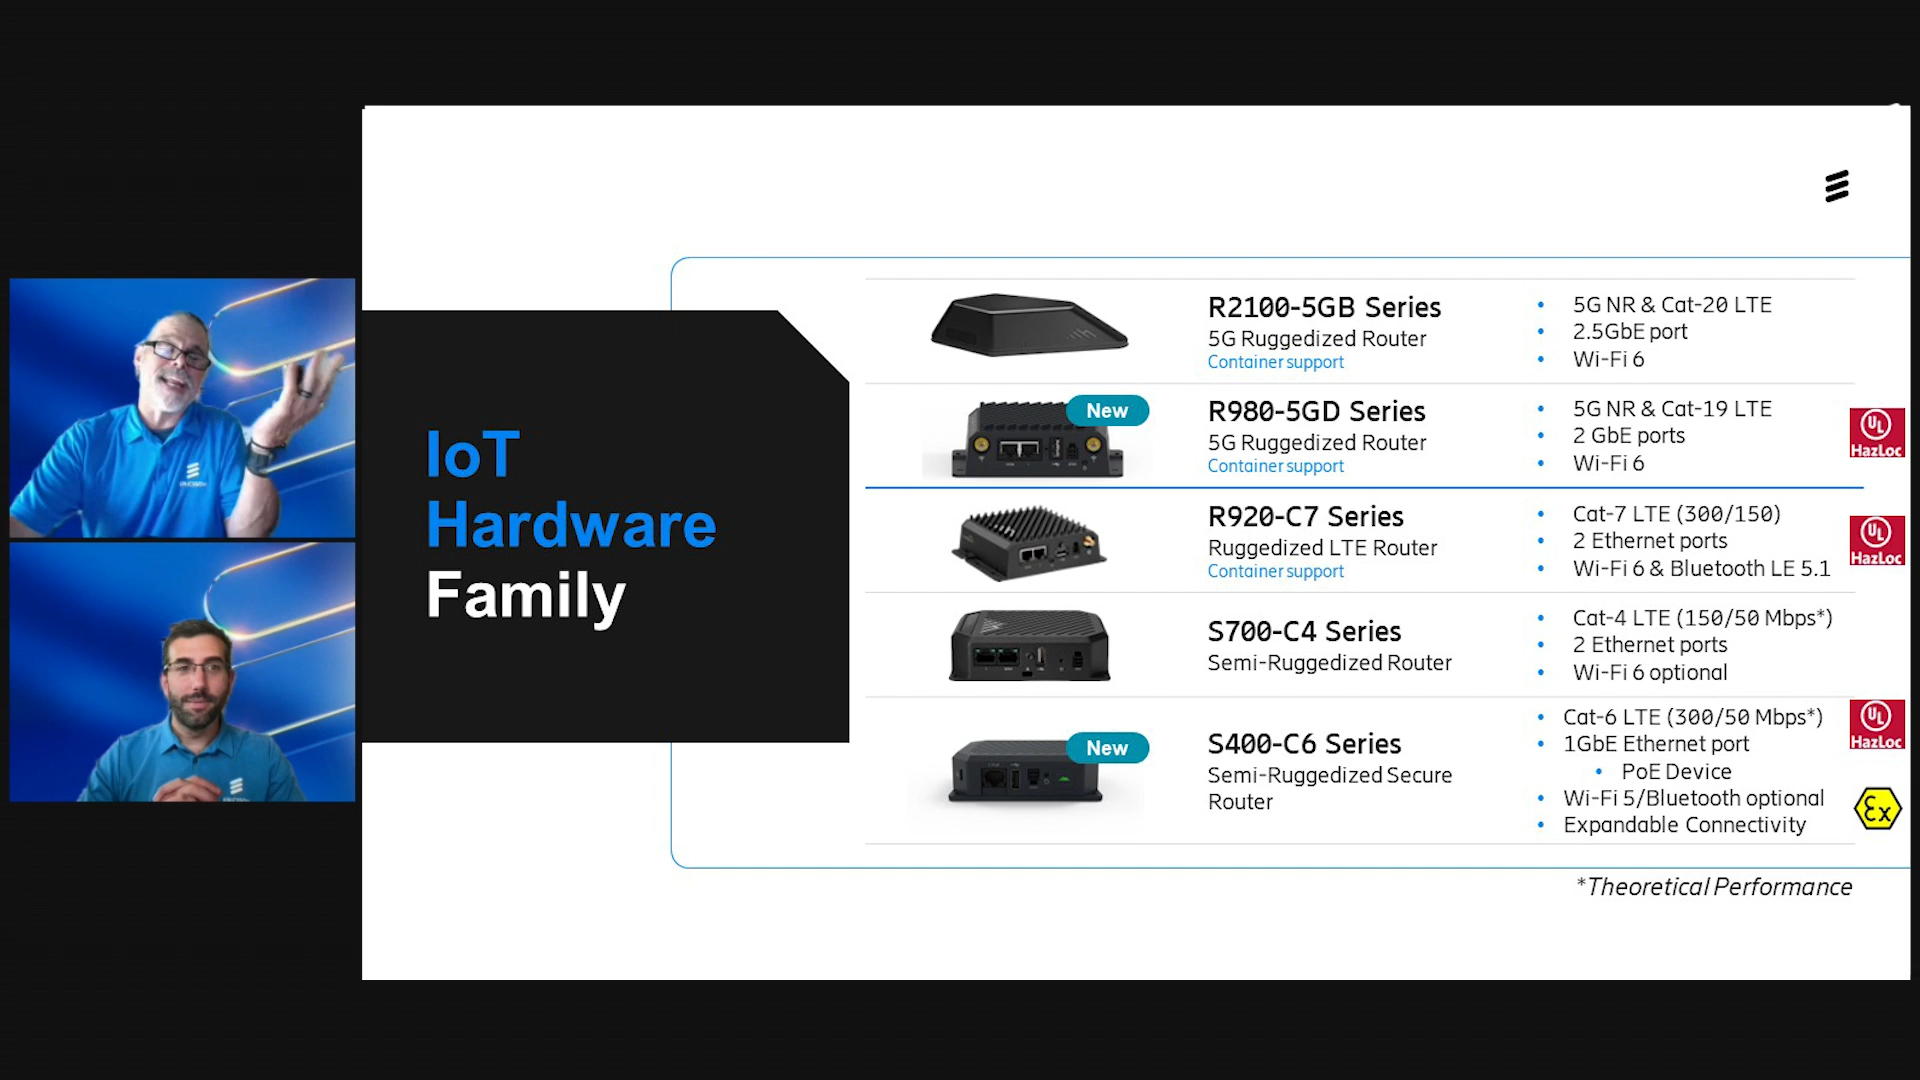 IoT
Hardware
Family
R2100-5GB Series
5G Ruggedized Router
Container support
• 5G NR & Cat-20 LTE
• 2.5GbE port
• Wi-Fi 6
New
R980-5GD Series
5G Ruggedized Router
Container support
• 5G NR & Cat-19 LTE
• 2 GbE ports
• Wi-Fi 6
UL
HazLoc
R920-C7 Series
Ruggedized LTE Router
Container support
• Cat-7 LTE (300/150)
• 2 Ethernet ports
• Wi-Fi 6 & Bluetooth LE 5.1
UL
HazLoc
S700-C4 Series
Semi-Ruggedized Router
• Cat-4 LTE (150/50 Mbps*)
• 2 Ethernet ports
• Wi-Fi 6 optional
New
S400-C6 Series
Semi-Ruggedized Secure
Router
• Cat-6 LTE (300/50 Mbps*)
• 1GbE Ethernet port
• PoE Device
• Wi-Fi 5/Bluetooth optional
• Expandable Connectivity
UL
HazLoc
Ex
*Theoretical Performance